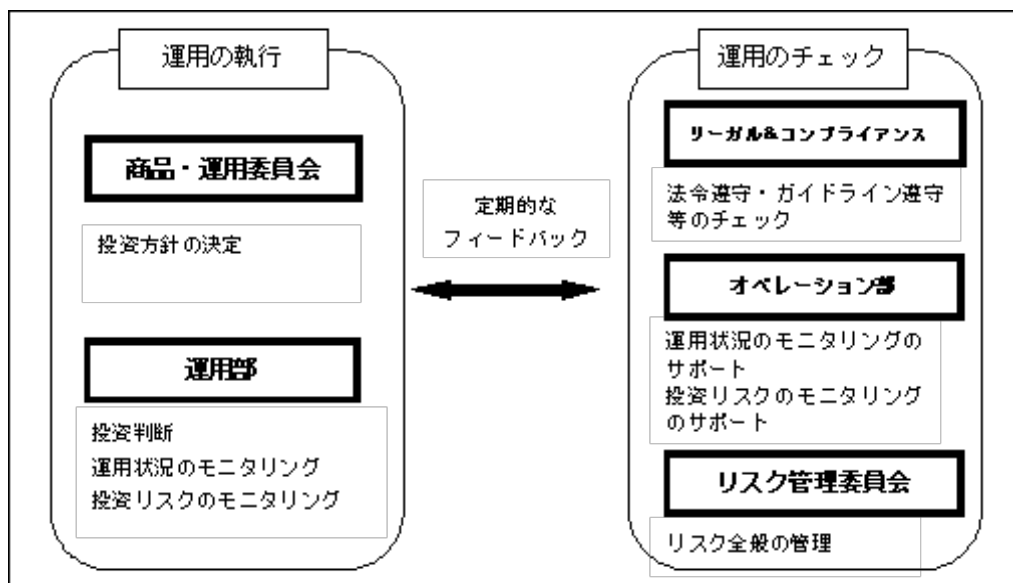 運用の執行
商品・運用委員会
投資方針の決定
運用部
投資判断
運用状況のモニタリング
投資リスクのモニタリング
定期的な
フィードバック
運用のチェック
リーガル&コンプライアンス
法令遵守・ガイドライン遵守
等のチェック
オペレーション部
運用状況のモニタリングの
サポート
投資リスクのモニタリング
のサポート
リスク管理委員会
リスク全般の管理